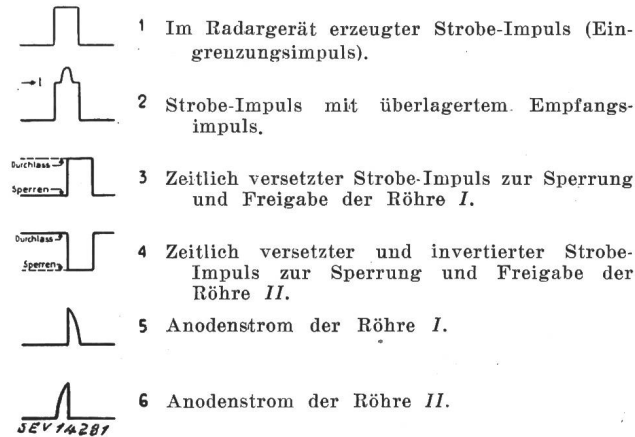 1 Im Radargerät erzeugter Strobe-Impuls (Ein-
grenzungsimpuls).
→ t
2 Strobe-Impuls mit überlagertem Empfangs-
impuls.
Durchlass
Sperren
3 Zeitlich versetzter Strobe-Impuls zur Sperrung
und Freigabe der Röhre I.
Durchlass
Sperren
4 Zeitlich versetzter und invertierter Strobe-
Impuls zur Sperrung und Freigabe der
Röhre II.
5 Anodenstrom der Röhre I.
6 Anodenstrom der Röhre II.
SEV 14281